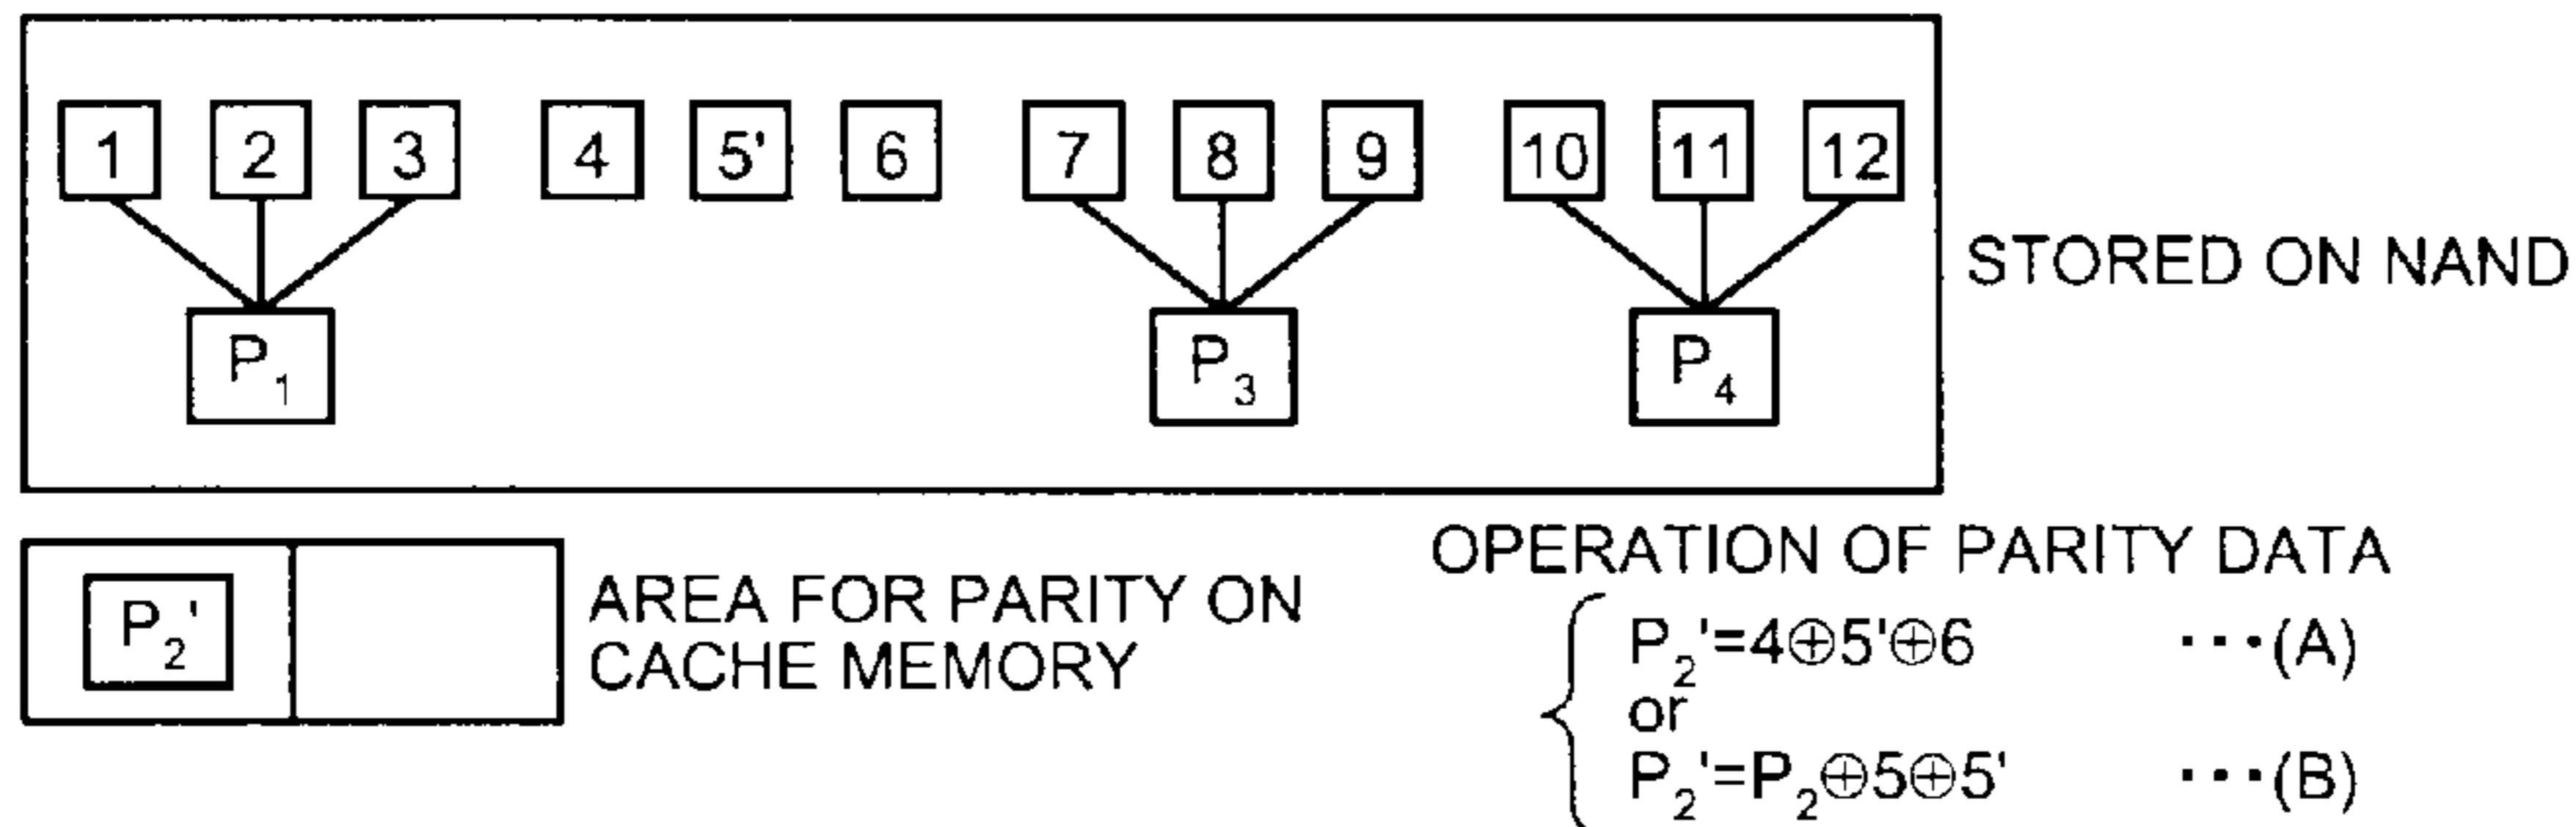 1 2 3 4 5' 6 7 8 9 10 11 12
P₁ P₃ P₄
STORED ON NAND
P₂'
AREA FOR PARITY ON
CACHE MEMORY
OPERATION OF PARITY DATA
P₂'=4⊕5'⊕6 ···(A)
or
P₂'=P₂⊕5⊕5' ···(B)